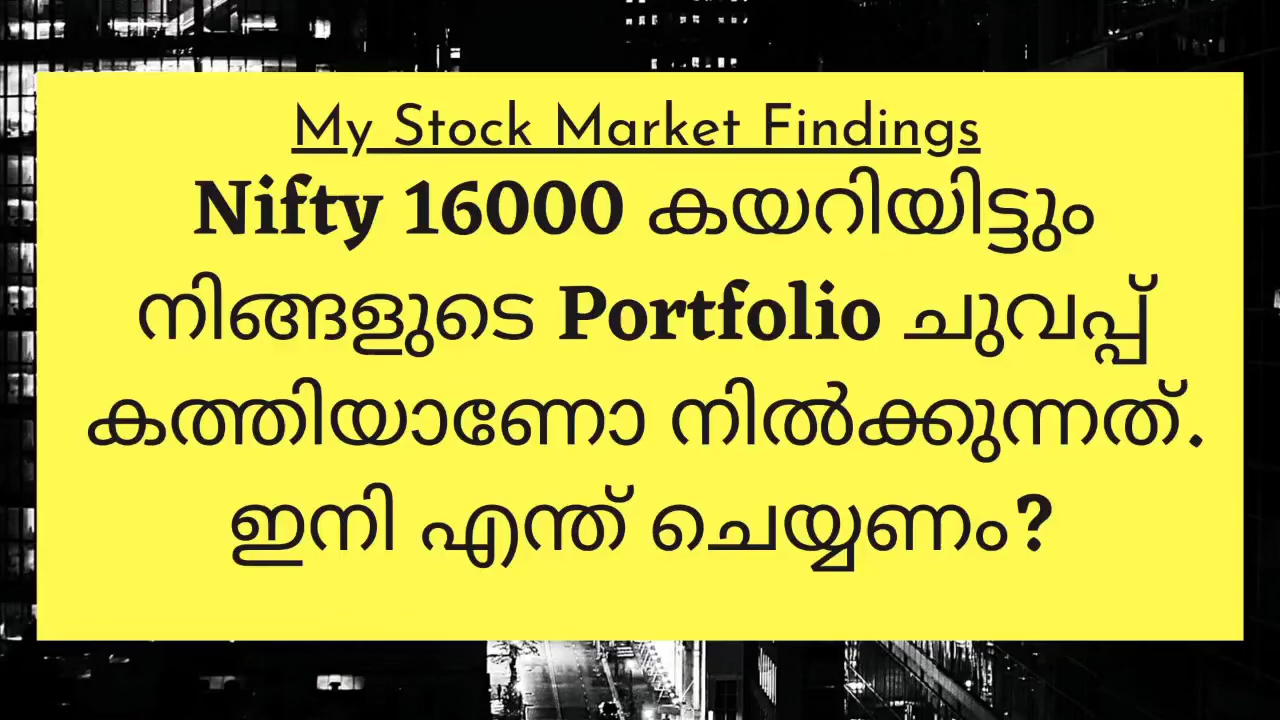 My Stock Market Findings
Nifty 16000 കയറിയിട്ടും
നിങ്ങളുടെ Portfolio ചുവപ്പ്
കത്തിയാണോ നിൽക്കുന്നത്.
ഇനി എന്ത് ചെയ്യണം?